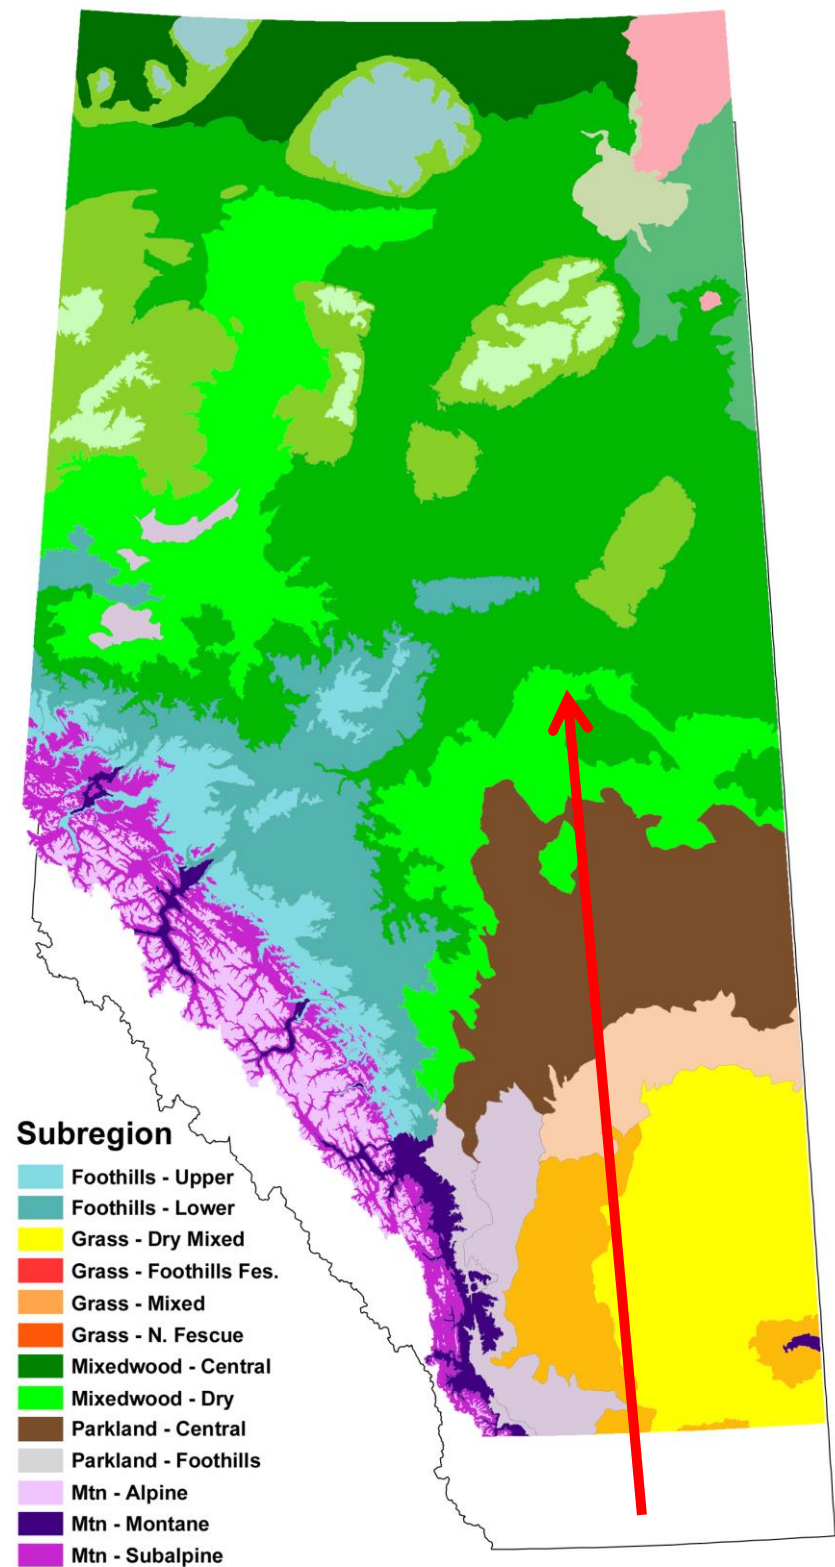 Subregion
Foothills - Upper
Foothills - Lower
Grass - Dry Mixed
Grass - Foothills Fes.
Grass - Mixed
Grass - N. Fescue
Mixedwood - Central
Mixedwood - Dry
Parkland - Central
Parkland - Foothills
Mtn - Alpine
Mtn - Montane
Mtn - Subalpine